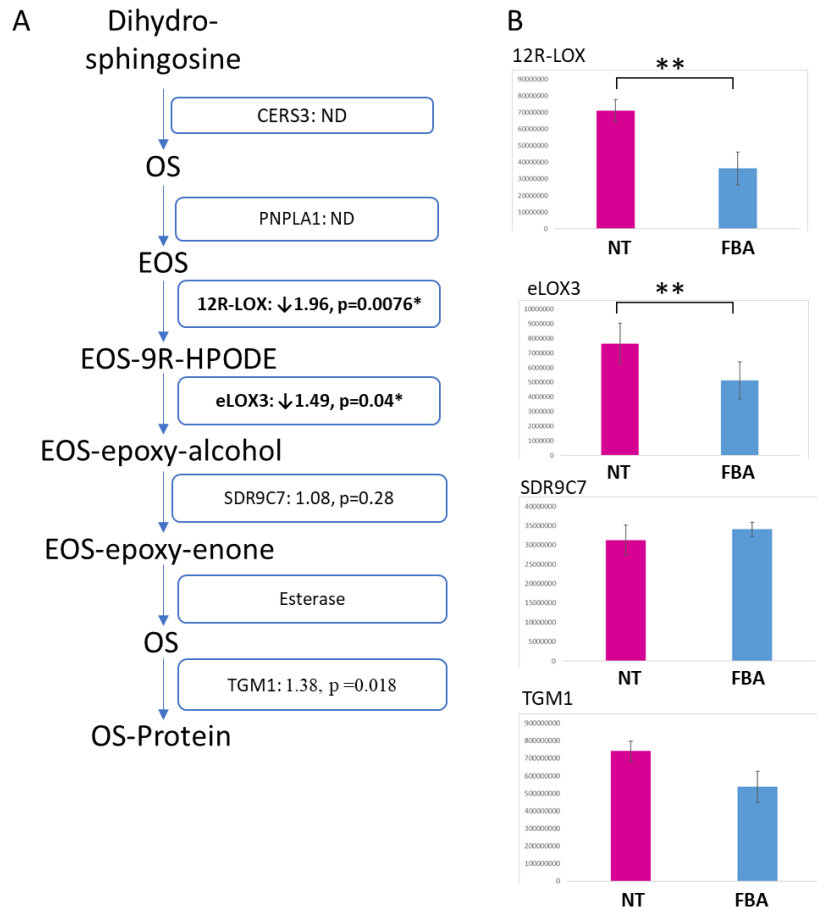 A
Dihydro-
sphingosine
CERS3: ND
OS
PNPLA1: ND
EOS
12R-LOX: ↓1.96, p=0.0076*
EOS-9R-HPODE
eLOX3: ↓1.49, p=0.04*
EOS-epoxy-alcohol
SDR9C7: 1.08, p=0.28
EOS-epoxy-enone
Esterase
OS
TGM1: 1.38, p =0.018
OS-Protein
B
12R-LOX
**
90000000
80000000
70000000
60000000
50000000
40000000
30000000
20000000
10000000
0
NT FBA
eLOX3
**
10000000
9000000
8000000
7000000
6000000
5000000
4000000
3000000
2000000
1000000
0
NT FBA
SDR9C7
40000000
35000000
30000000
25000000
20000000
15000000
10000000
5000000
0
NT FBA
TGM1
900000000
800000000
700000000
600000000
500000000
400000000
300000000
200000000
100000000
0
NT FBA